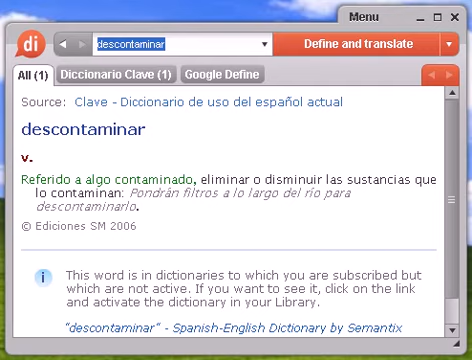 Menu
di
descontaminar
Define and translate
All (1)
Diccionario Clave (1)
Google Define
Source: Clave - Diccionario de uso del español actual
descontaminar
v.
Referido a algo contaminado, eliminar o disminuir las sustancias que
lo contaminan: Pondrán filtros a lo largo del río para
descontaminarlo.
© Ediciones SM 2006
i
This word is in dictionaries to which you are subscribed but
which are not active. If you want to see it, click on the link
and activate the dictionary in your Library.
"descontaminar" - Spanish-English Dictionary by Semantix